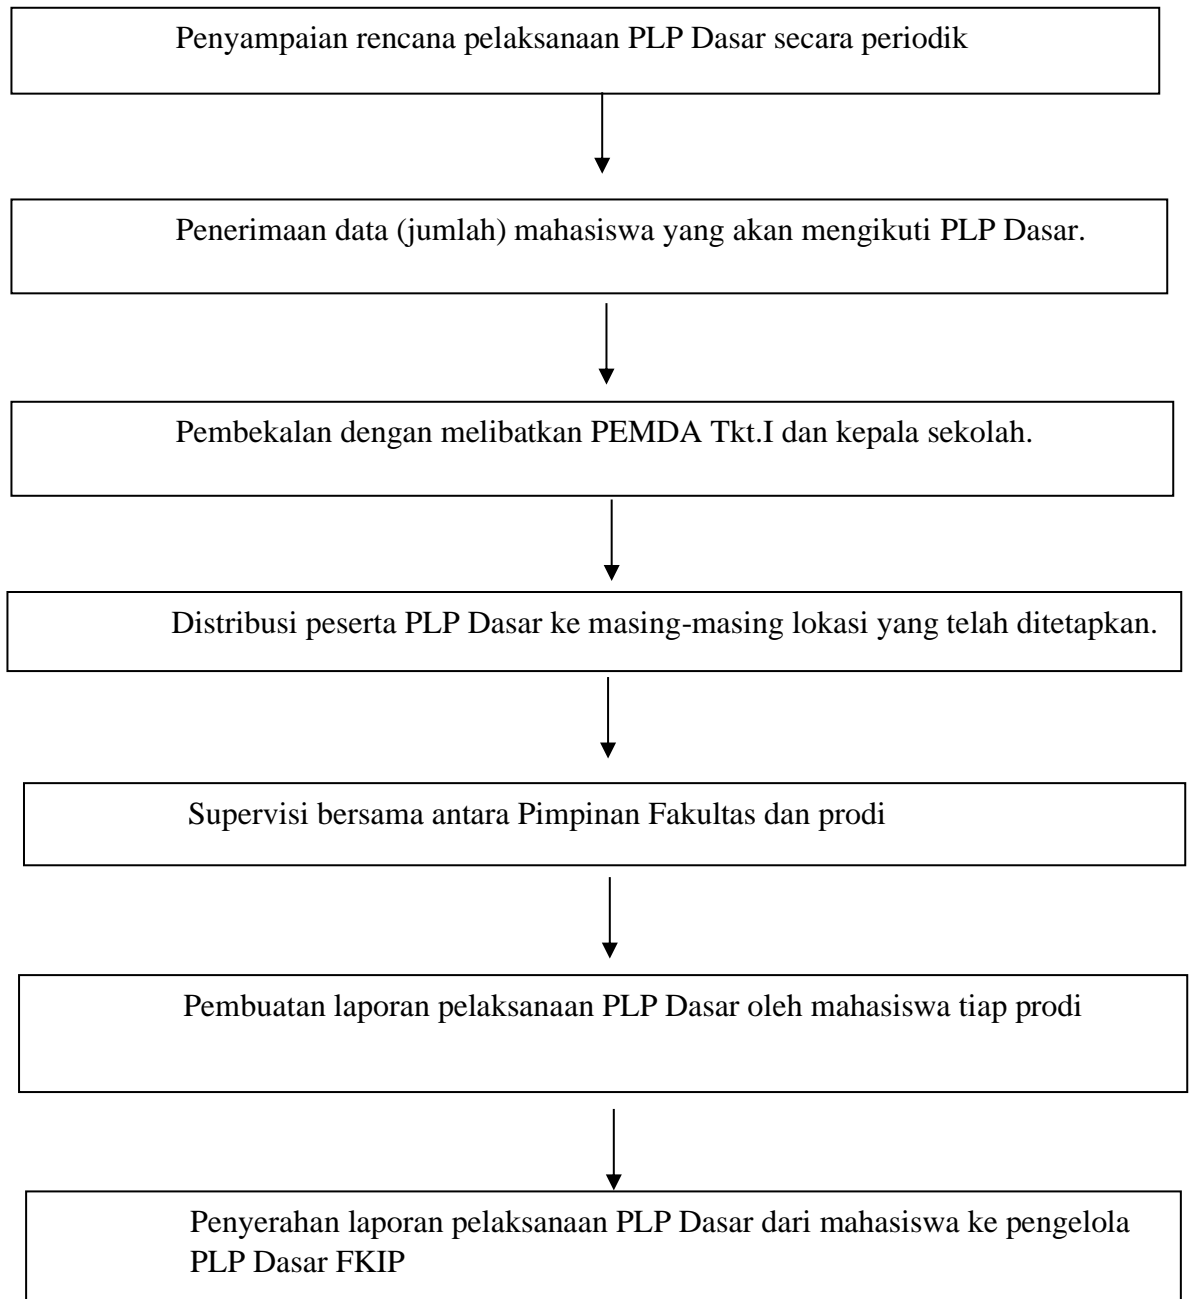 Penyampaian rencana pelaksanaan PLP Dasar secara periodik
Penerimaan data (jumlah) mahasiswa yang akan mengikuti PLP Dasar.
Pembekalan dengan melibatkan PEMDA Tkt.I dan kepala sekolah.
Distribusi peserta PLP Dasar ke masing-masing lokasi yang telah ditetapkan.
Supervisi bersama antara Pimpinan Fakultas dan prodi
Pembuatan laporan pelaksanaan PLP Dasar oleh mahasiswa tiap prodi
Penyerahan laporan pelaksanaan PLP Dasar dari mahasiswa ke pengelola
PLP Dasar FKIP